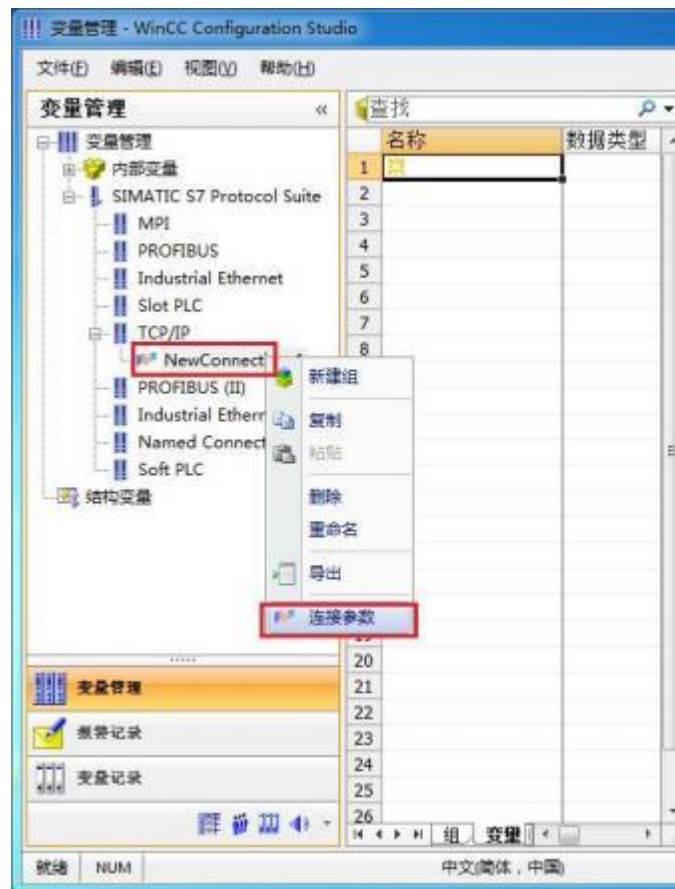 变量管理 - WinCC Configuration Studio
文件(F) 编辑(E) 视图(V) 帮助(H)
变量管理 «
变量管理
内部变量
SIMATIC S7 Protocol Suite
MPI
PROFIBUS
Industrial Ethernet
Slot PLC
TCP/IP
NewConnecti
PROFIBUS (II)
Industrial Ethern
Named Connect
Soft PLC
结构变量
查找
名称 数据类型
1
2
3
4
5
6
7
8
新建组
复制
粘贴
删除
重命名
导出
连接参数
19
20
21
22
23
24
25
26
变量管理
报警记录
变量记录
组 变量
就绪 NUM 中文(简体，中国)